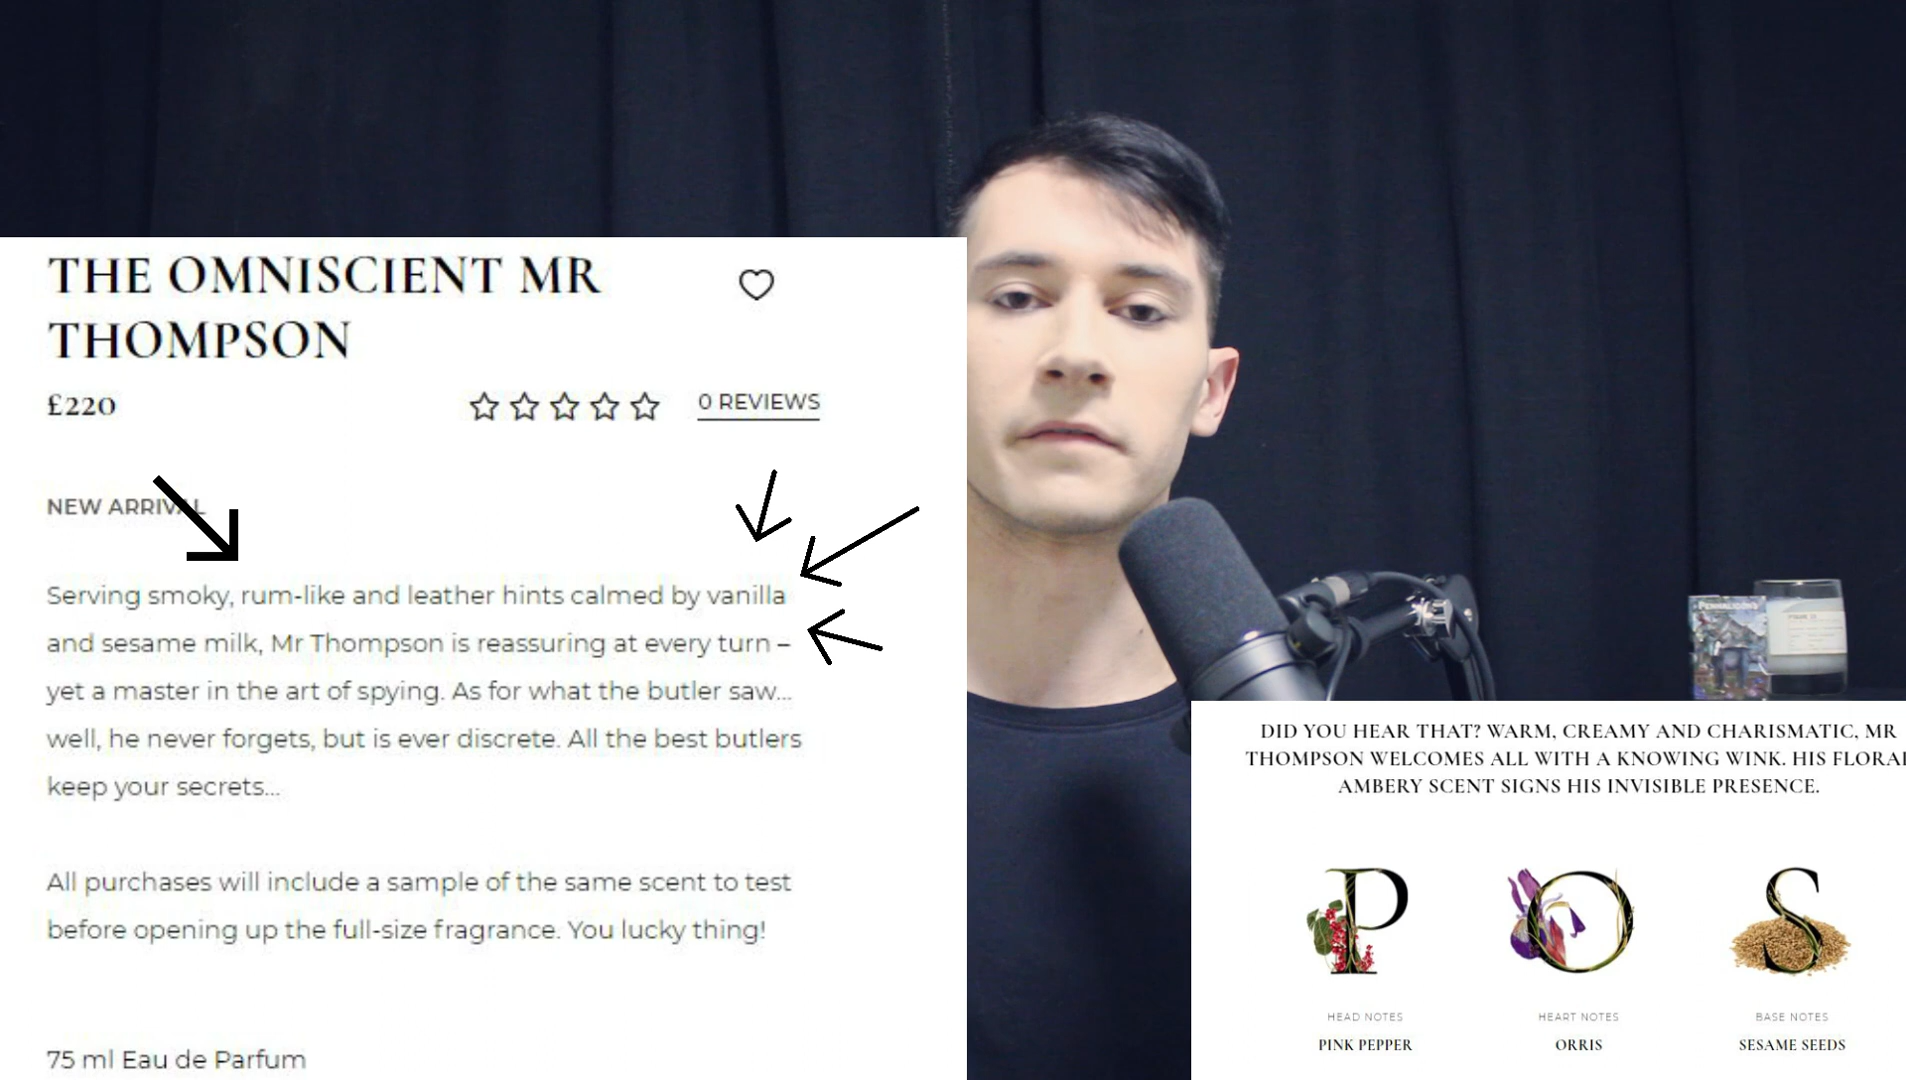 THE OMNISCIENT MR
THOMPSON
£220
0 REVIEWS
NEW ARRIVAL
Serving smoky, rum-like and leather hints calmed by vanilla
and sesame milk, Mr Thompson is reassuring at every turn –
yet a master in the art of spying. As for what the butler saw...
well, he never forgets, but is ever discrete. All the best butlers
keep your secrets...
All purchases will include a sample of the same scent to test
before opening up the full-size fragrance. You lucky thing!
75 ml Eau de Parfum
PENHALIGON'S
DID YOU HEAR THAT? WARM, CREAMY AND CHARISMATIC, MR
THOMPSON WELCOMES ALL WITH A KNOWING WINK. HIS FLORAL
AMBERY SCENT SIGNS HIS INVISIBLE PRESENCE.
P O S
HEAD NOTES HEART NOTES BASE NOTES
PINK PEPPER ORRIS SESAME SEEDS